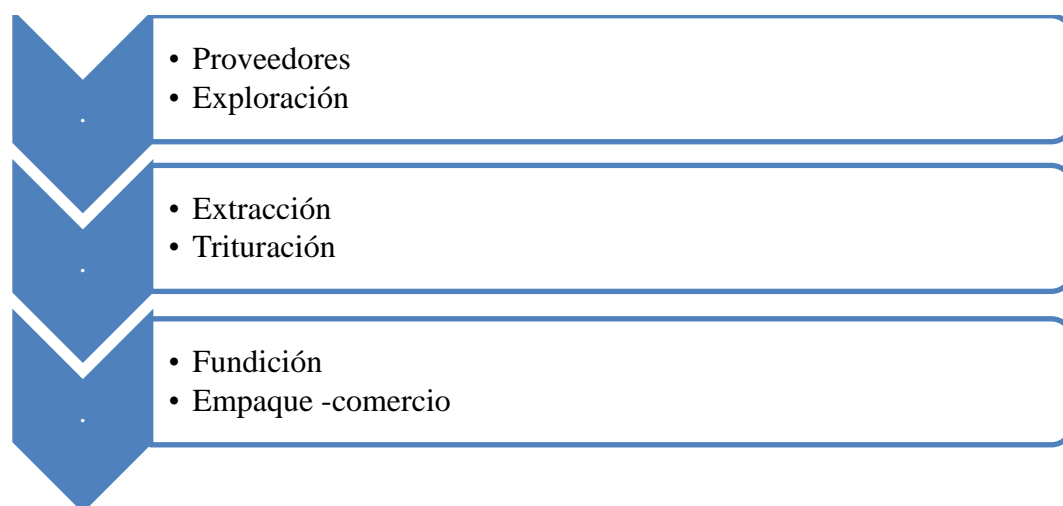 • Proveedores
• Exploración
• Extracción
• Trituración
• Fundición
• Empaque -comercio